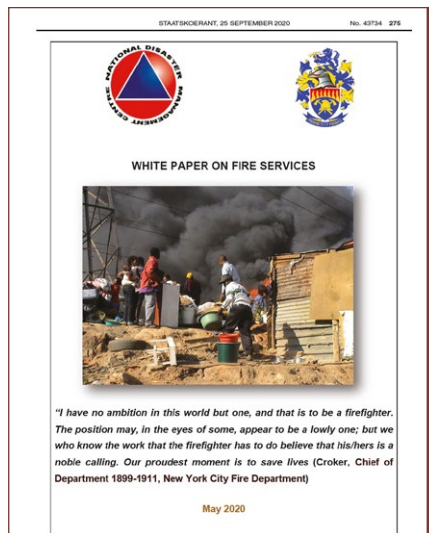 STAATSKOERANT, 25 SEPTEMBER 2020 No. 43734 275
NATIONAL DISASTER
MANAGEMENT CENTRE
WHITE PAPER ON FIRE SERVICES
"I have no ambition in this world but one, and that is to be a firefighter.
The position may, in the eyes of some, appear to be a lowly one; but we
who know the work that the firefighter has to do believe that his/hers is a
noble calling. Our proudest moment is to save lives (Croker, Chief of
Department 1899-1911, New York City Fire Department)
May 2020